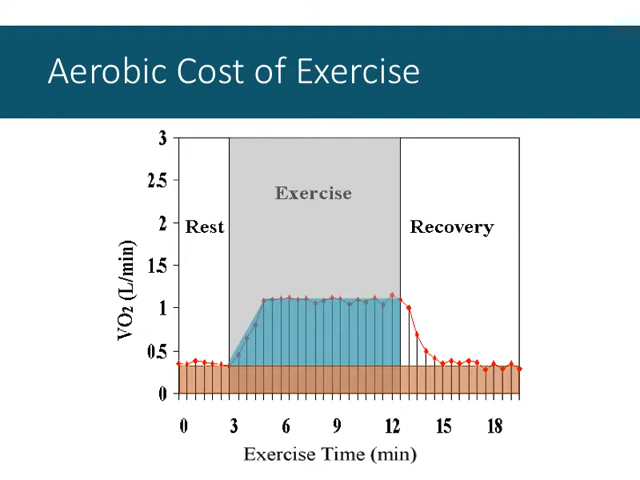 Aerobic Cost of Exercise
3
2.5
2
1.5
1
0.5
0
VO2 (L/min)
Rest
Exercise
Recovery
0 3 6 9 12 15 18
Exercise Time (min)